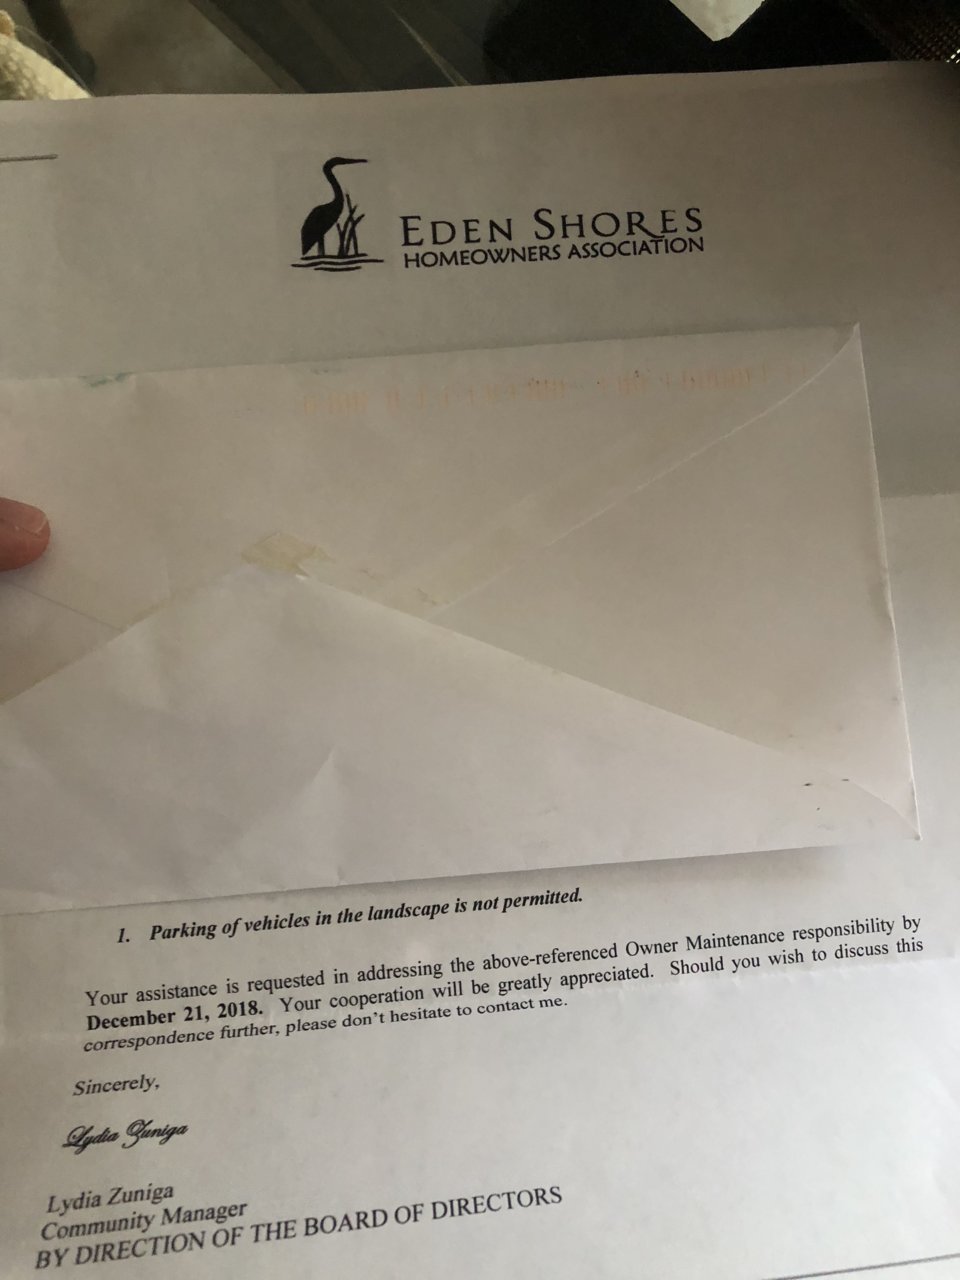 EDEN SHORES
HOMEOWNERS ASSOCIATION
1. Parking of vehicles in the landscape is not permitted.
Your assistance is requested in addressing the above-referenced Owner Maintenance responsibility by
December 21, 2018. Your cooperation will be greatly appreciated. Should you wish to discuss this
correspondence further, please don't hesitate to contact me.
Sincerely,
Lydia Zuniga
Lydia Zuniga
Community Manager
BY DIRECTION OF THE BOARD OF DIRECTORS